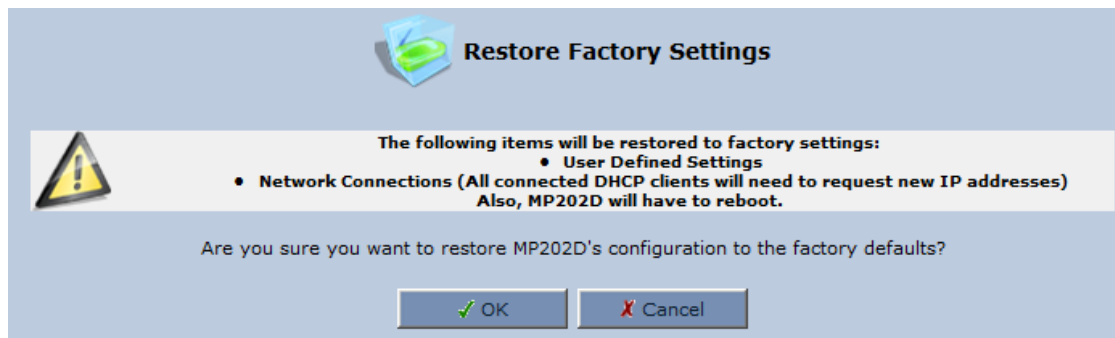 Restore Factory Settings
The following items will be restored to factory settings:
• User Defined Settings
• Network Connections (All connected DHCP clients will need to request new IP addresses)
Also, MP202D will have to reboot.
Are you sure you want to restore MP202D's configuration to the factory defaults?
OK
Cancel